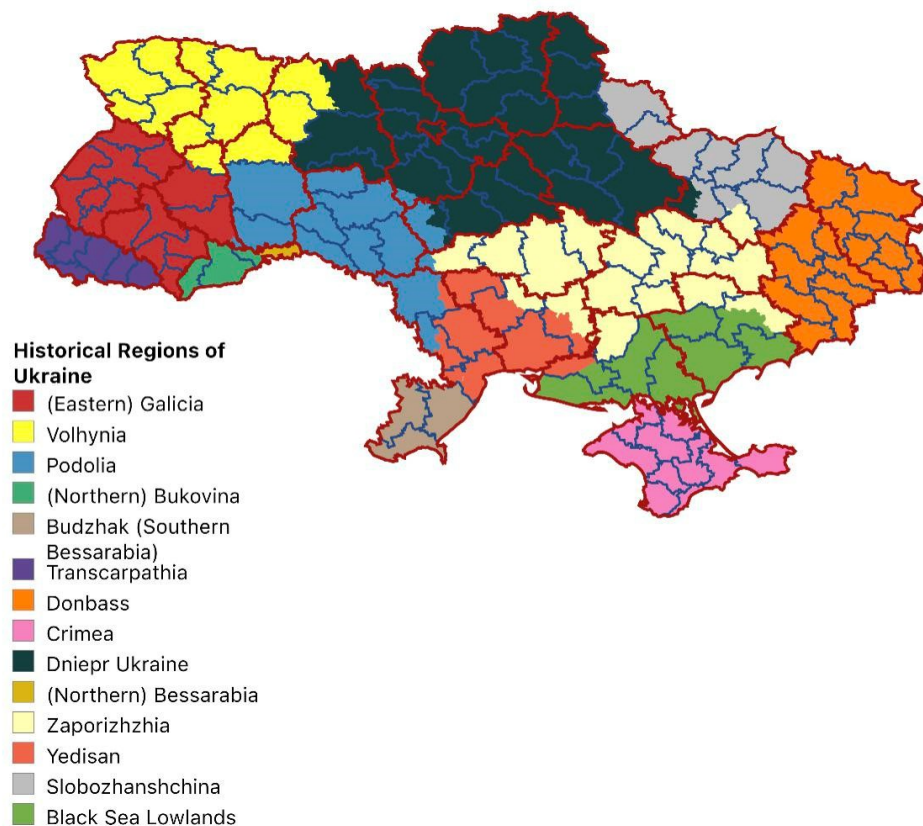 Historical Regions of
Ukraine
(Eastern) Galicia
Volhynia
Podolia
(Northern) Bukovina
Budzhak (Southern
Bessarabia)
Transcarpathia
Donbass
Crimea
Dniepr Ukraine
(Northern) Bessarabia
Zaporizhzhia
Yedisan
Slobozhanshchina
Black Sea Lowlands